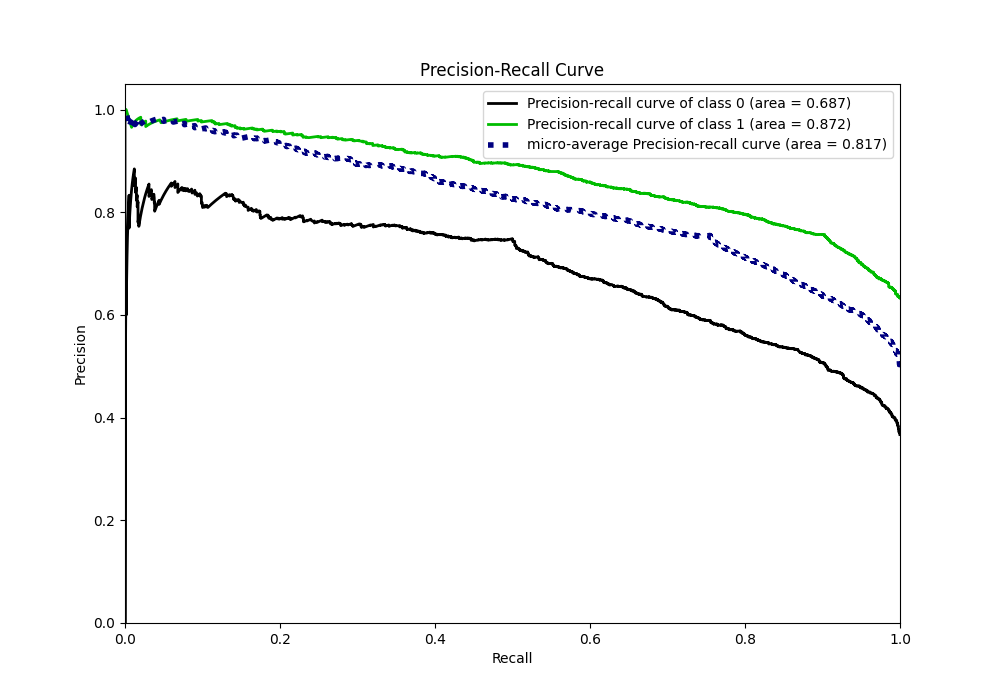 Precision-Recall Curve
Precision-recall curve of class 0 (area = 0.687)
Precision-recall curve of class 1 (area = 0.872)
micro-average Precision-recall curve (area = 0.817)
Precision
1.0
0.8
0.6
0.4
0.2
0.0
0.0 0.2 0.4 0.6 0.8 1.0
Recall